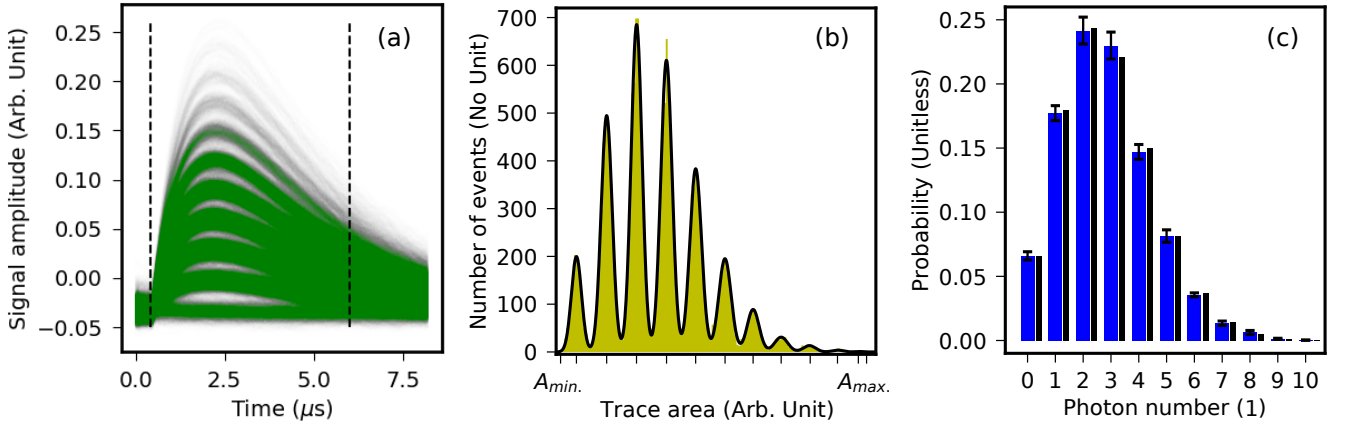 (a)
Signal amplitude (Arb. Unit)
0.25
0.20
0.15
0.10
0.05
0.00
−0.05
0.0 2.5 5.0 7.5
Time (μs)
(b)
Number of events (No Unit)
700
600
500
400
300
200
100
0
A_min. A_max.
Trace area (Arb. Unit)
(c)
Probability (Unitless)
0.25
0.20
0.15
0.10
0.05
0.00
0 1 2 3 4 5 6 7 8 9 10
Photon number (1)